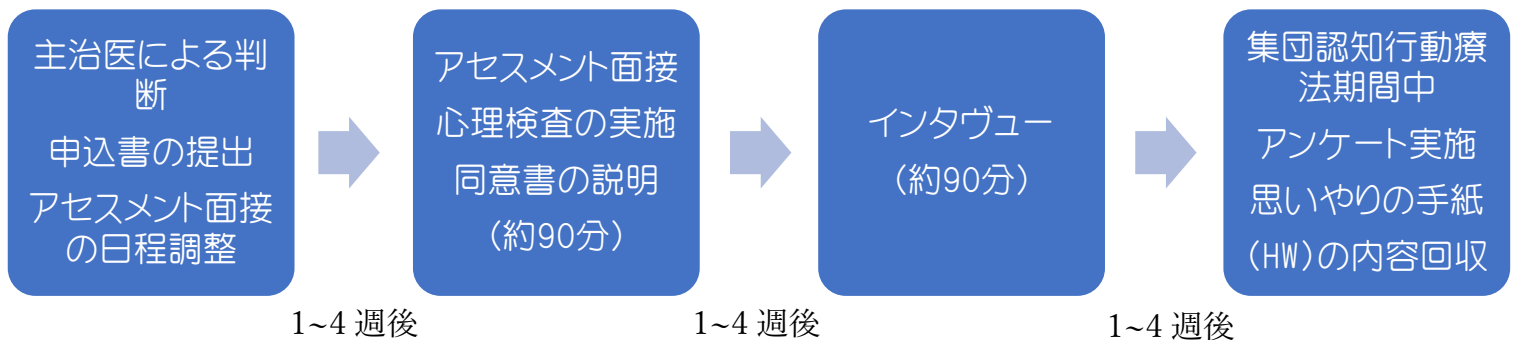 主治医による判
断
申込書の提出
アセスメント面接
の日程調整
アセスメント面接
心理検査の実施
同意書の説明
(約90分)
インタヴュー
(約90分)
集団認知行動療
法期間中
アンケート実施
思いやりの手紙
(HW)の内容回収
1~4 週後
1~4 週後
1~4 週後